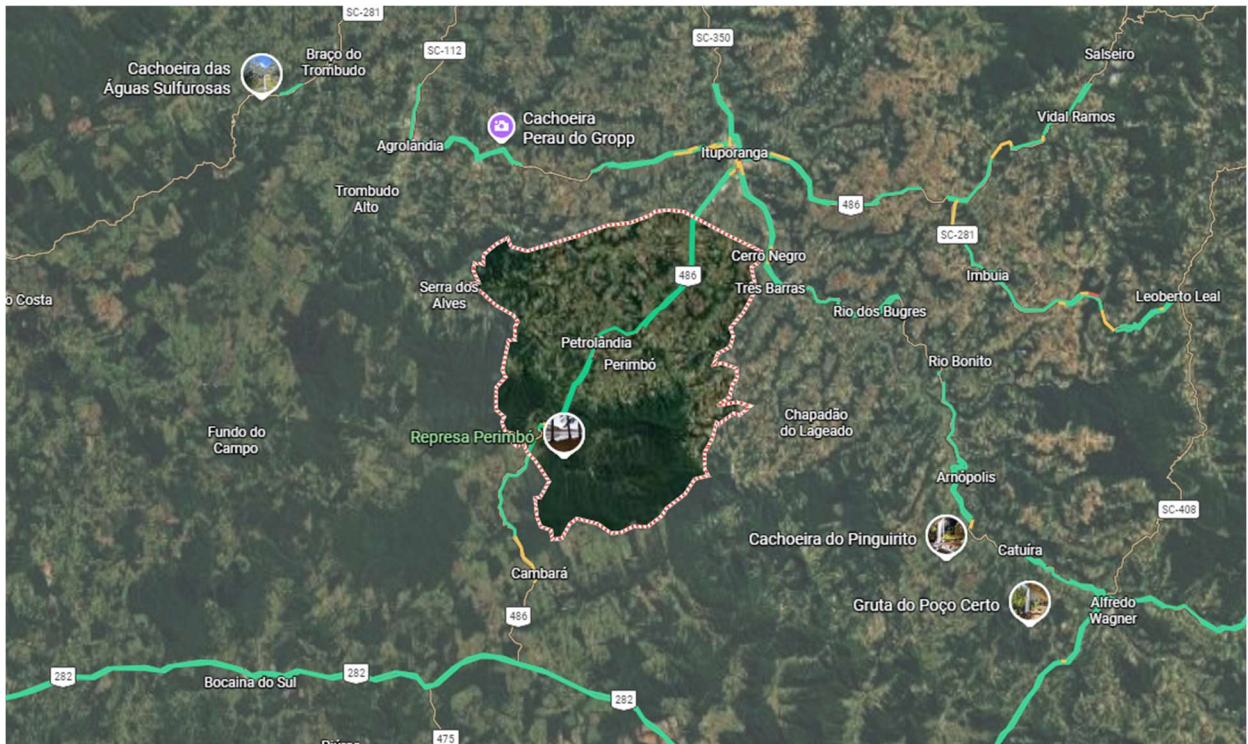 SC-281
SC-350
SC-112
Braço do
Trombudo
Salseiro
Cachoeira das
Águas Sulfurosas
Vidal Ramos
Cachoeira
Perau do Gropp
Agrolândia
Ituporanga
Trombudo
Alto
486
SC-281
Cerro Negro
486
Imbuia
Serra dos
Alves
Três Barras
Leoberto Leal
o Costa
Rio dos Bugres
Petrolândia
Perimbó
Rio Bonito
Chapadão
do Lageado
Fundo do
Campo
Represa Perimbó
Arnópolis
SC-408
Cachoeira do Pinguirito
Catuíra
Cambará
Gruta do Poço Certo
Alfredo
Wagner
486
282
282
Bocaina do Sul
282
475